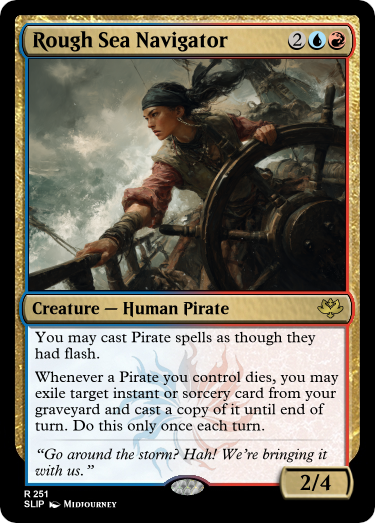 Rough Sea Navigator 2
Creature — Human Pirate
You may cast Pirate spells as though they
had flash.
Whenever a Pirate you control dies, you may
exile target instant or sorcery card from your
graveyard and cast a copy of it until end of
turn. Do this only once each turn.
“Go around the storm? Hah! We’re bringing it
with us.”
2/4
R 251
SLIP Midjourney